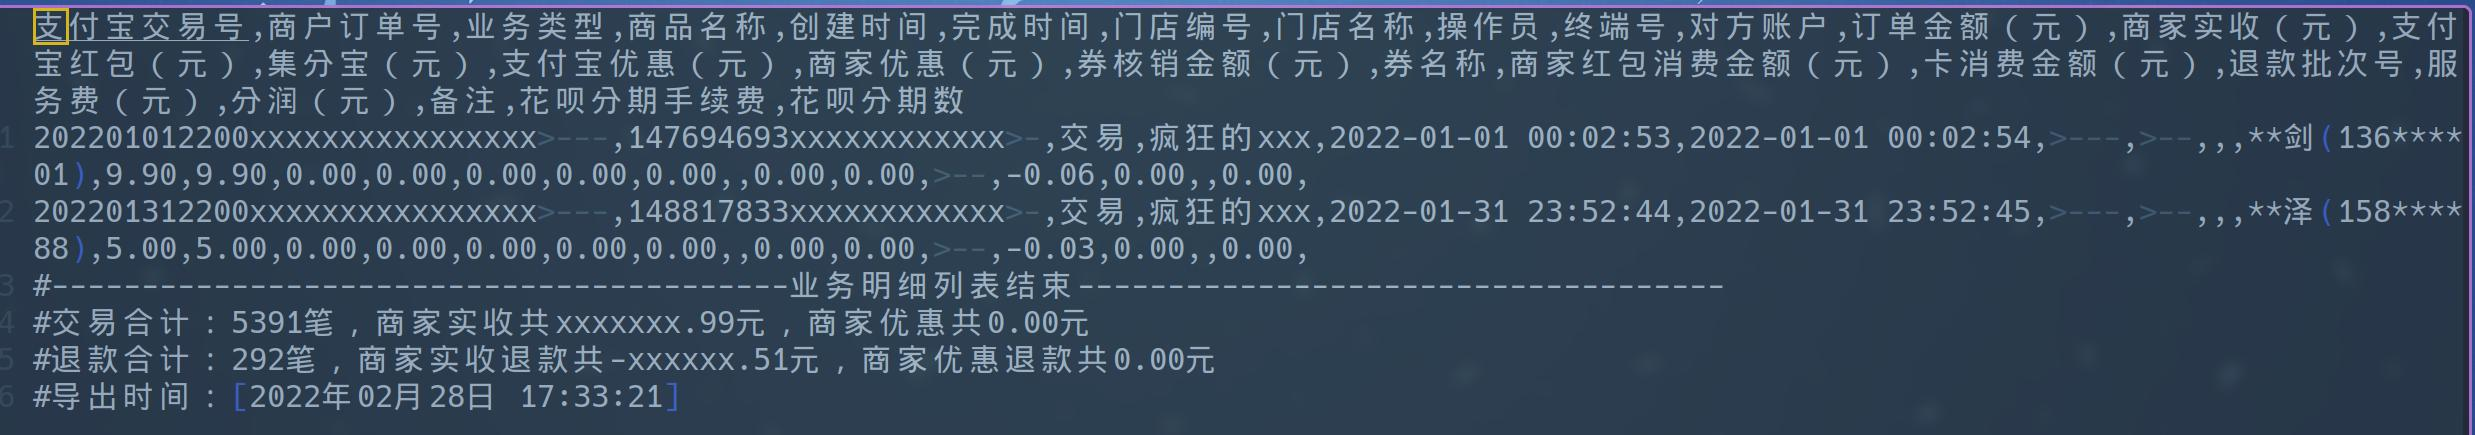 支付宝交易号,商户订单号,业务类型,商品名称,创建时间,完成时间,门店编号,门店名称,操作员,终端号,对方账户,订单金额（元）,商家实收（元）,支付
宝红包（元）,集分宝（元）,支付宝优惠（元）,商家优惠（元）,券核销金额（元）,券名称,商家红包消费金额（元）,卡消费金额（元）,退款批次号,服
务费（元）,分润（元）,备注,花呗分期手续费,花呗分期数
1 202201012200xxxxxxxxxxxxxxxx>---,147694693xxxxxxxxxxxx>-,交易,疯狂的xxx,2022-01-01 00:02:53,2022-01-01 00:02:54,>---,>--,,,**剑(136****
01),9.90,9.90,0.00,0.00,0.00,0.00,0.00,,0.00,0.00,>--,-0.06,0.00,,0.00,
2 202201312200xxxxxxxxxxxxxxxx>---,148817833xxxxxxxxxxxx>-,交易,疯狂的xxx,2022-01-31 23:52:44,2022-01-31 23:52:45,>---,>--,,,**泽(158****
88),5.00,5.00,0.00,0.00,0.00,0.00,0.00,,0.00,0.00,>--,-0.03,0.00,,0.00,
3 #-----------------------------------------业务明细列表结束------------------------------------
4 #交易合计：5391笔，商家实收共xxxxxxx.99元，商家优惠共0.00元
5 #退款合计：292笔，商家实收退款共-xxxxxx.51元，商家优惠退款共0.00元
6 #导出时间：[2022年02月28日 17:33:21]